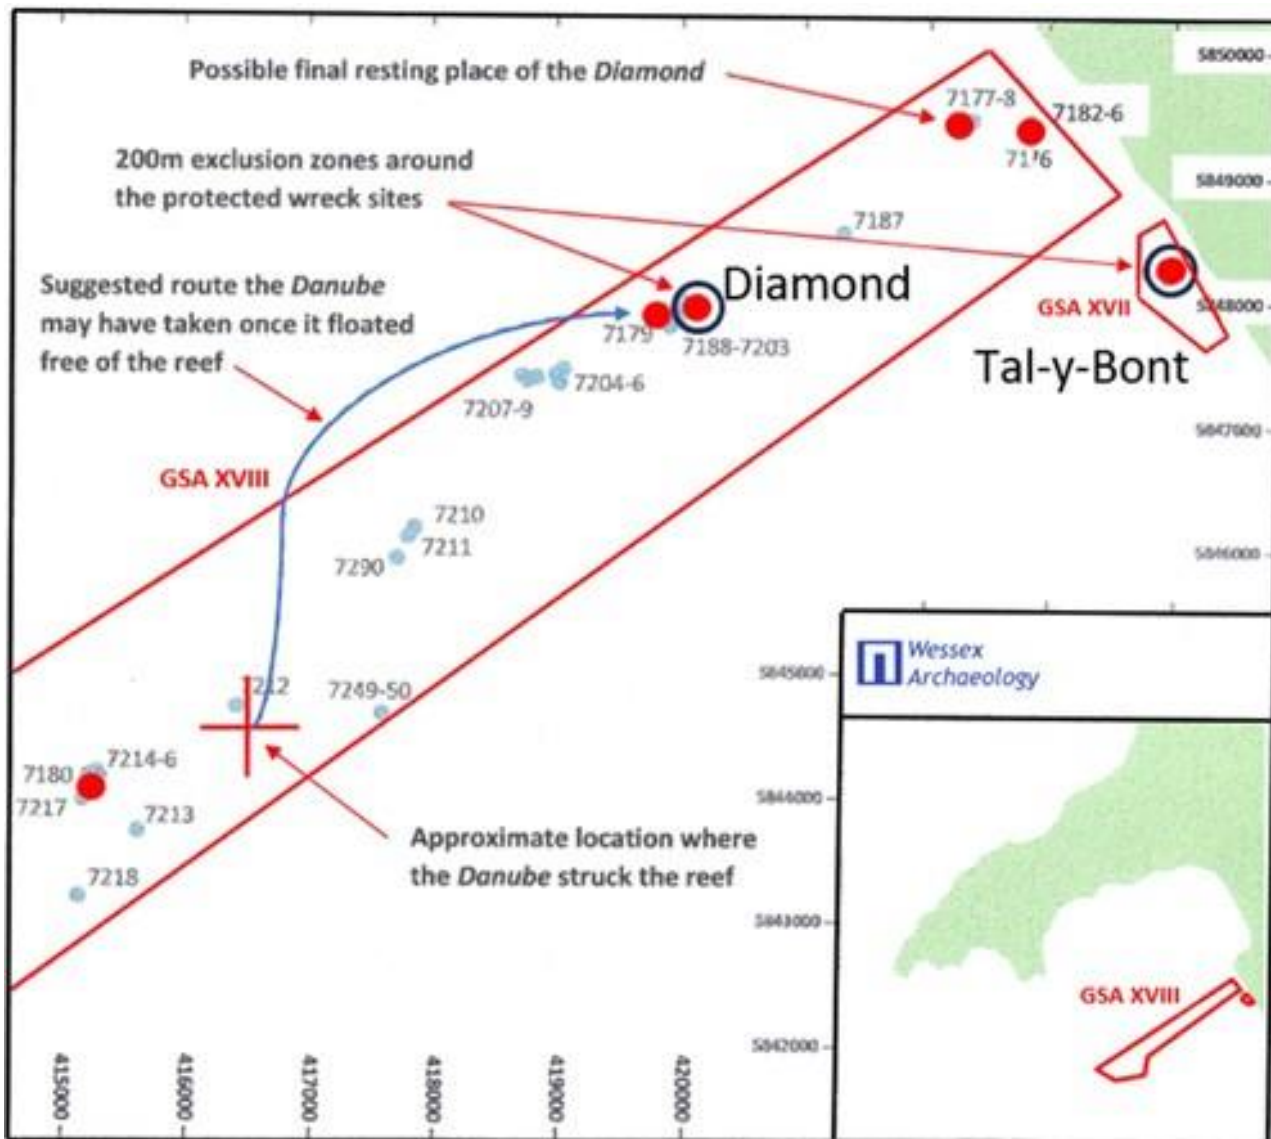 Possible final resting place of the Diamond
5850000
7177-8
7182-6
7176
200m exclusion zones around
the protected wreck sites
5849000
7187
Suggested route the Danube
may have taken once it floated
free of the reef
Diamond
GSA XVII
5848000
7179
7188-7203
Tal-y-Bont
7204-6
7207-9
5847000
GSA XVIII
7210
7211
7290
5846000
Wessex
Archaeology
5845000
212
7249-50
7214-6
7180
7217
7213
5844000
Approximate location where
the Danube struck the reef
7218
5843000
GSA XVIII
5842000
415000
416000
417000
418000
419000
420000